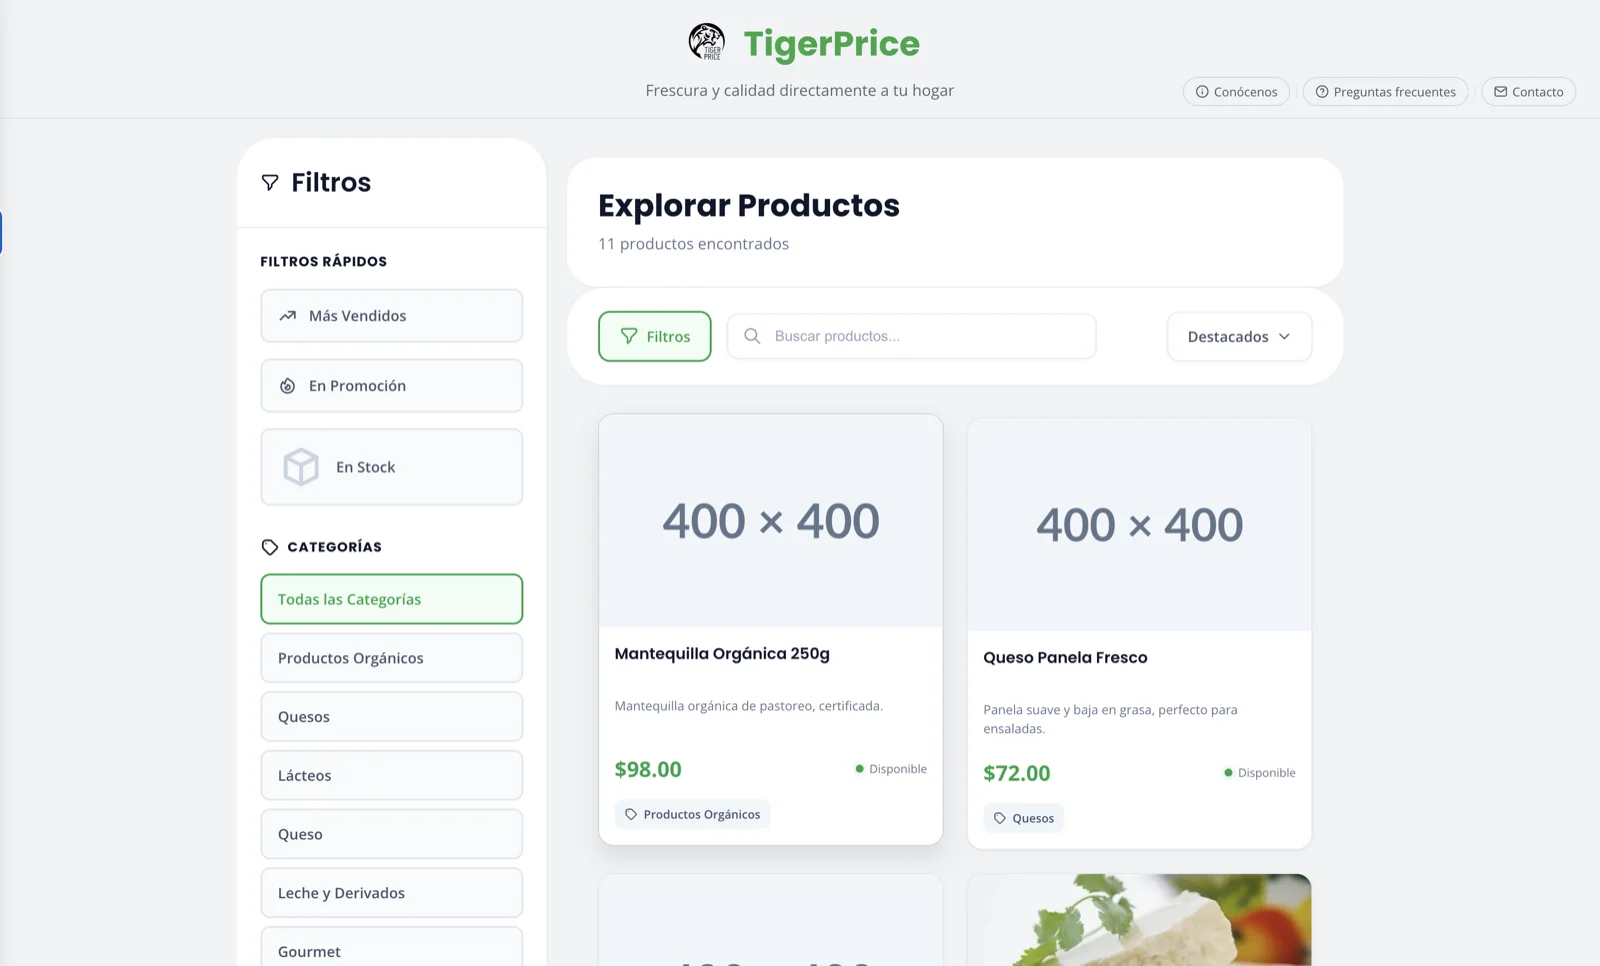 TIGER
PRICE
TigerPrice
Frescura y calidad directamente a tu hogar
Conócenos
Preguntas frecuentes
Contacto
Filtros
FILTROS RÁPIDOS
Más Vendidos
En Promoción
En Stock
CATEGORÍAS
Todas las Categorías
Productos Orgánicos
Quesos
Lácteos
Queso
Leche y Derivados
Gourmet
Explorar Productos
11 productos encontrados
Filtros
Buscar productos...
Destacados
400 × 400
Mantequilla Orgánica 250g
Mantequilla orgánica de pastoreo, certificada.
$98.00
Disponible
Productos Orgánicos
400 × 400
Queso Panela Fresco
Panela suave y baja en grasa, perfecto para
ensaladas.
$72.00
Disponible
Quesos